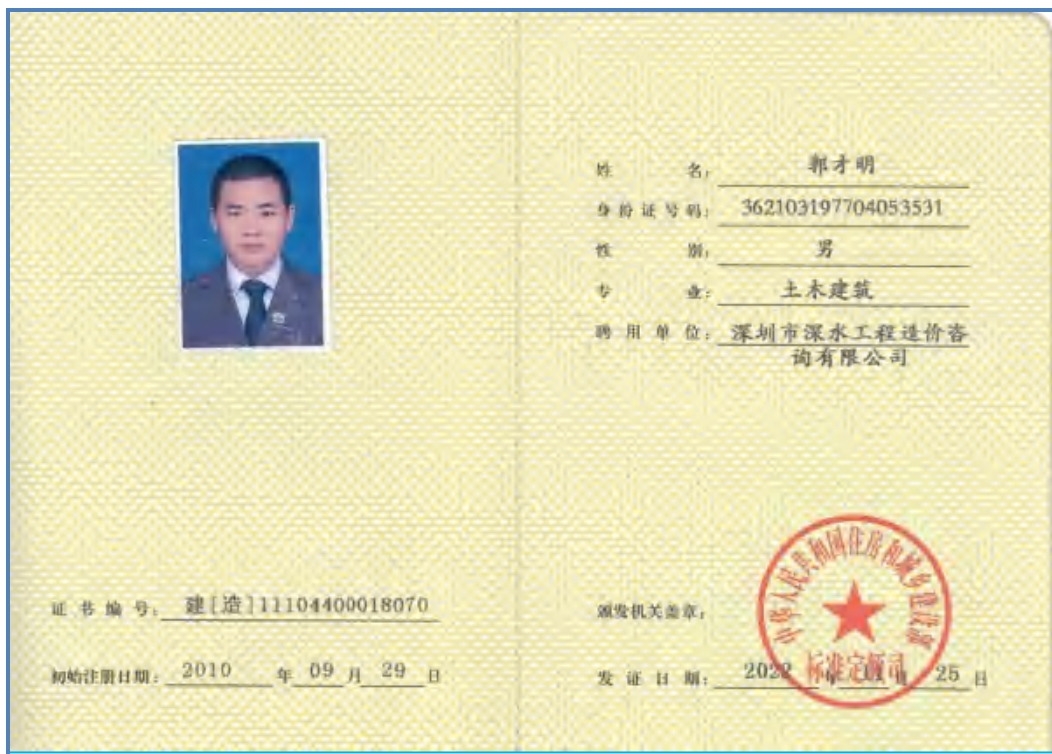 姓 名： 郭才明
身份证号码： 362103197704053531
性 别： 男
专 业： 土木建筑
聘用单位： 深圳市深水工程造价咨
询有限公司
证书编号： 建[造]11104400018070
初始注册日期： 2010 年 09 月 29 日
颁发机关盖章：
中华人民共和国住房和城乡建设部
标准定额司
发证日期： 2022 年 月 25 日